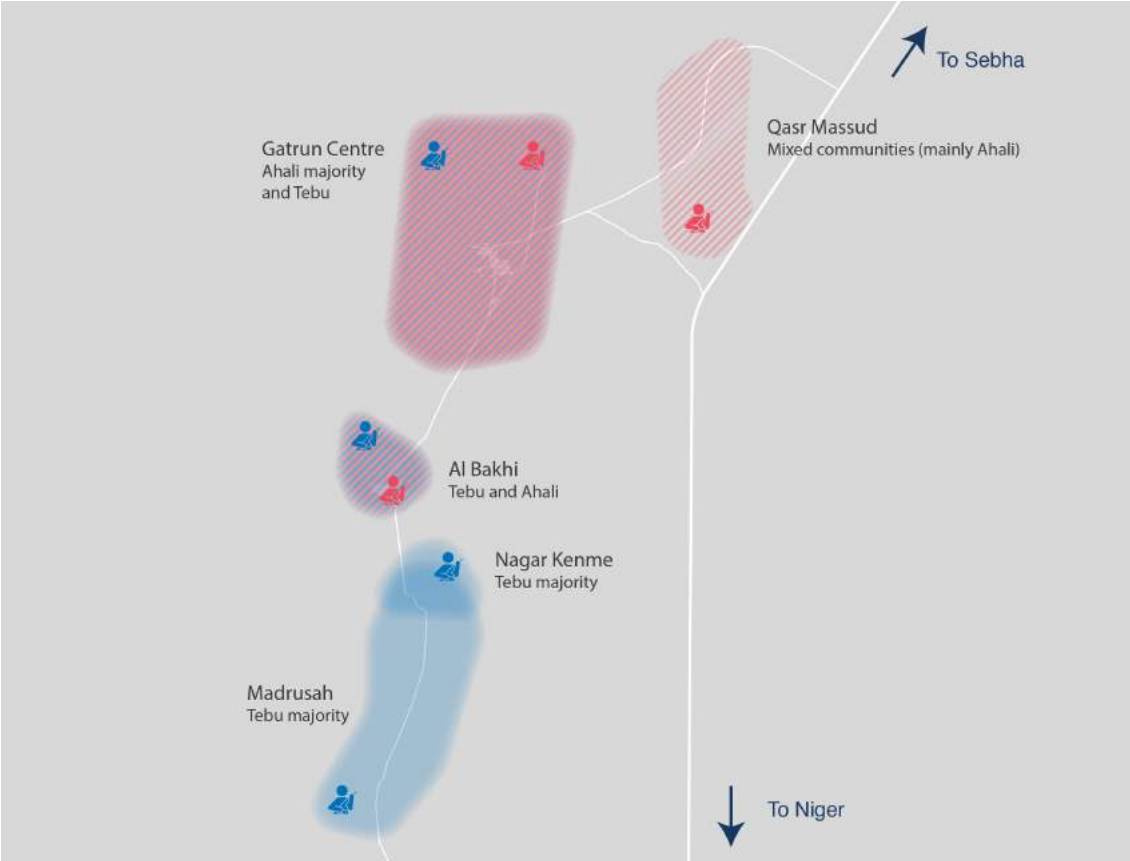 To Sebha
Qasr Massud
Mixed communities (mainly Ahali)
Gatrun Centre
Ahali majority
and Tebu
Al Bakhi
Tebu and Ahali
Nagar Kenme
Tebu majority
Madrusah
Tebu majority
To Niger